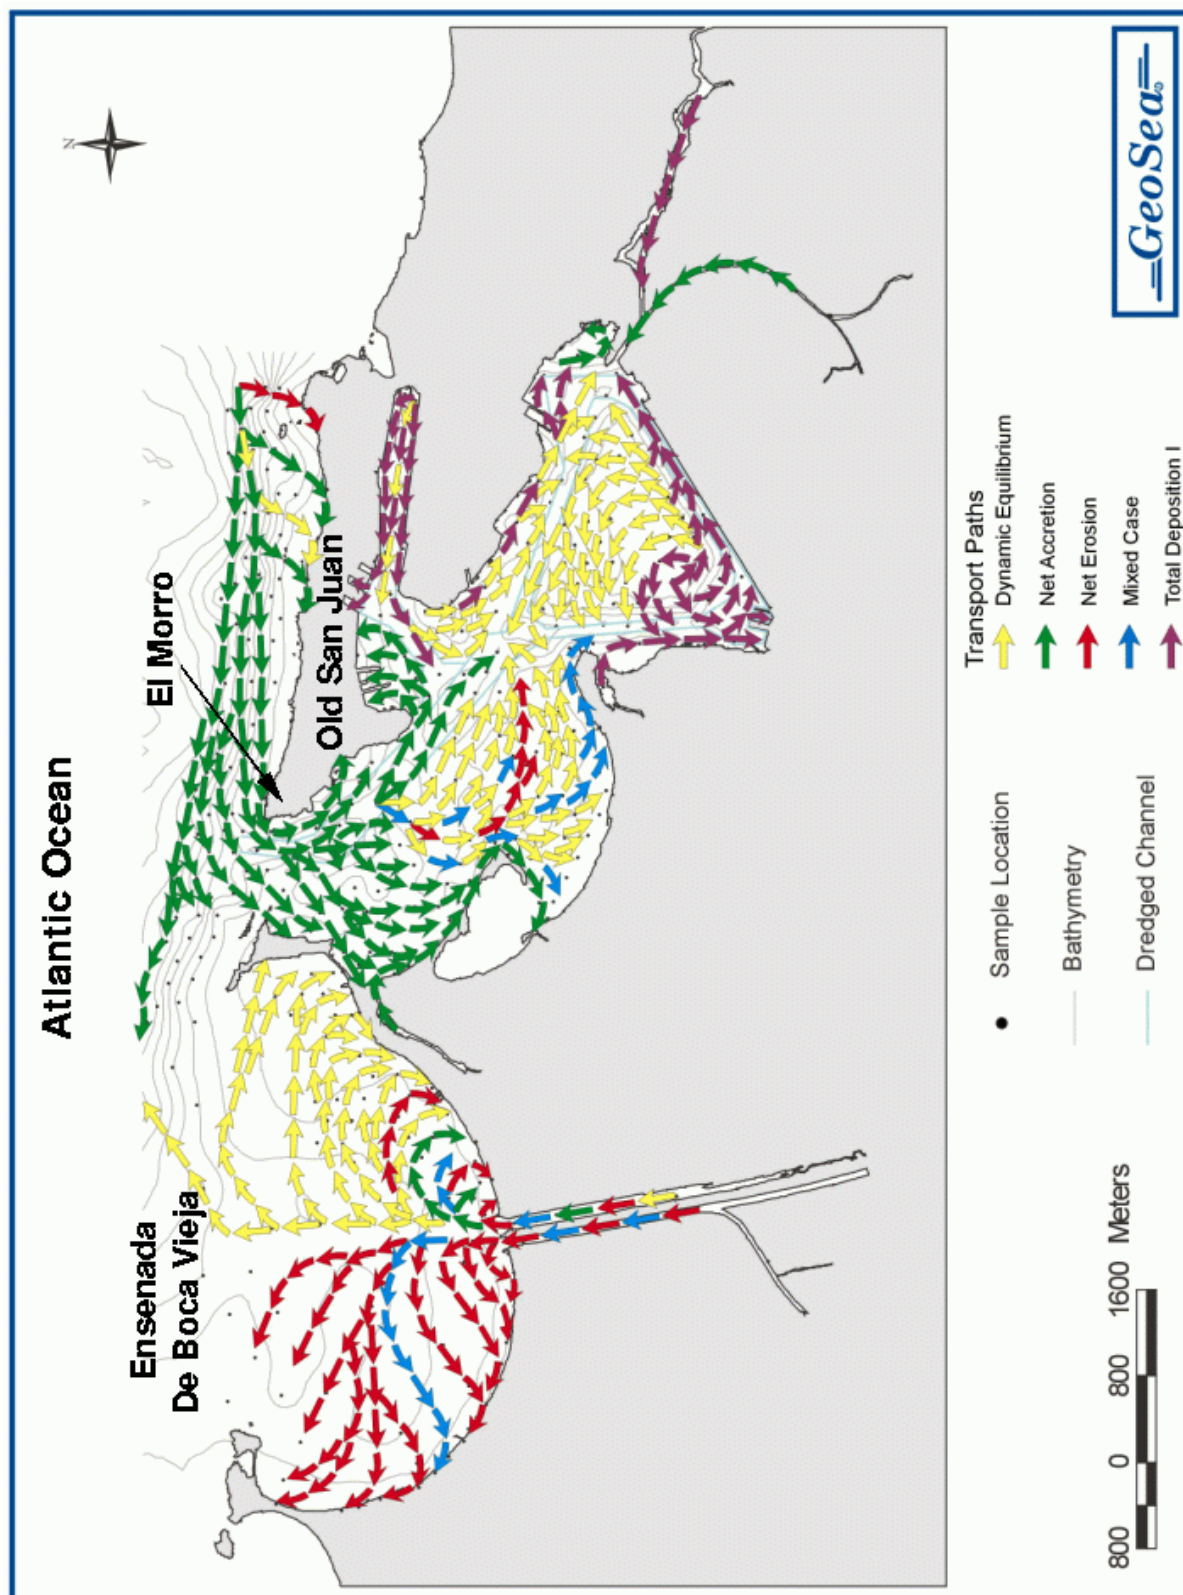 N
Atlantic Ocean
El Morro
Old San Juan
Ensenada
De Boca Vieja
800 0 800 1600 Meters
Sample Location
Bathymetry
Dredged Channel
Transport Paths
Dynamic Equilibrium
Net Accretion
Net Erosion
Mixed Case
Total Deposition I
GeoSea®